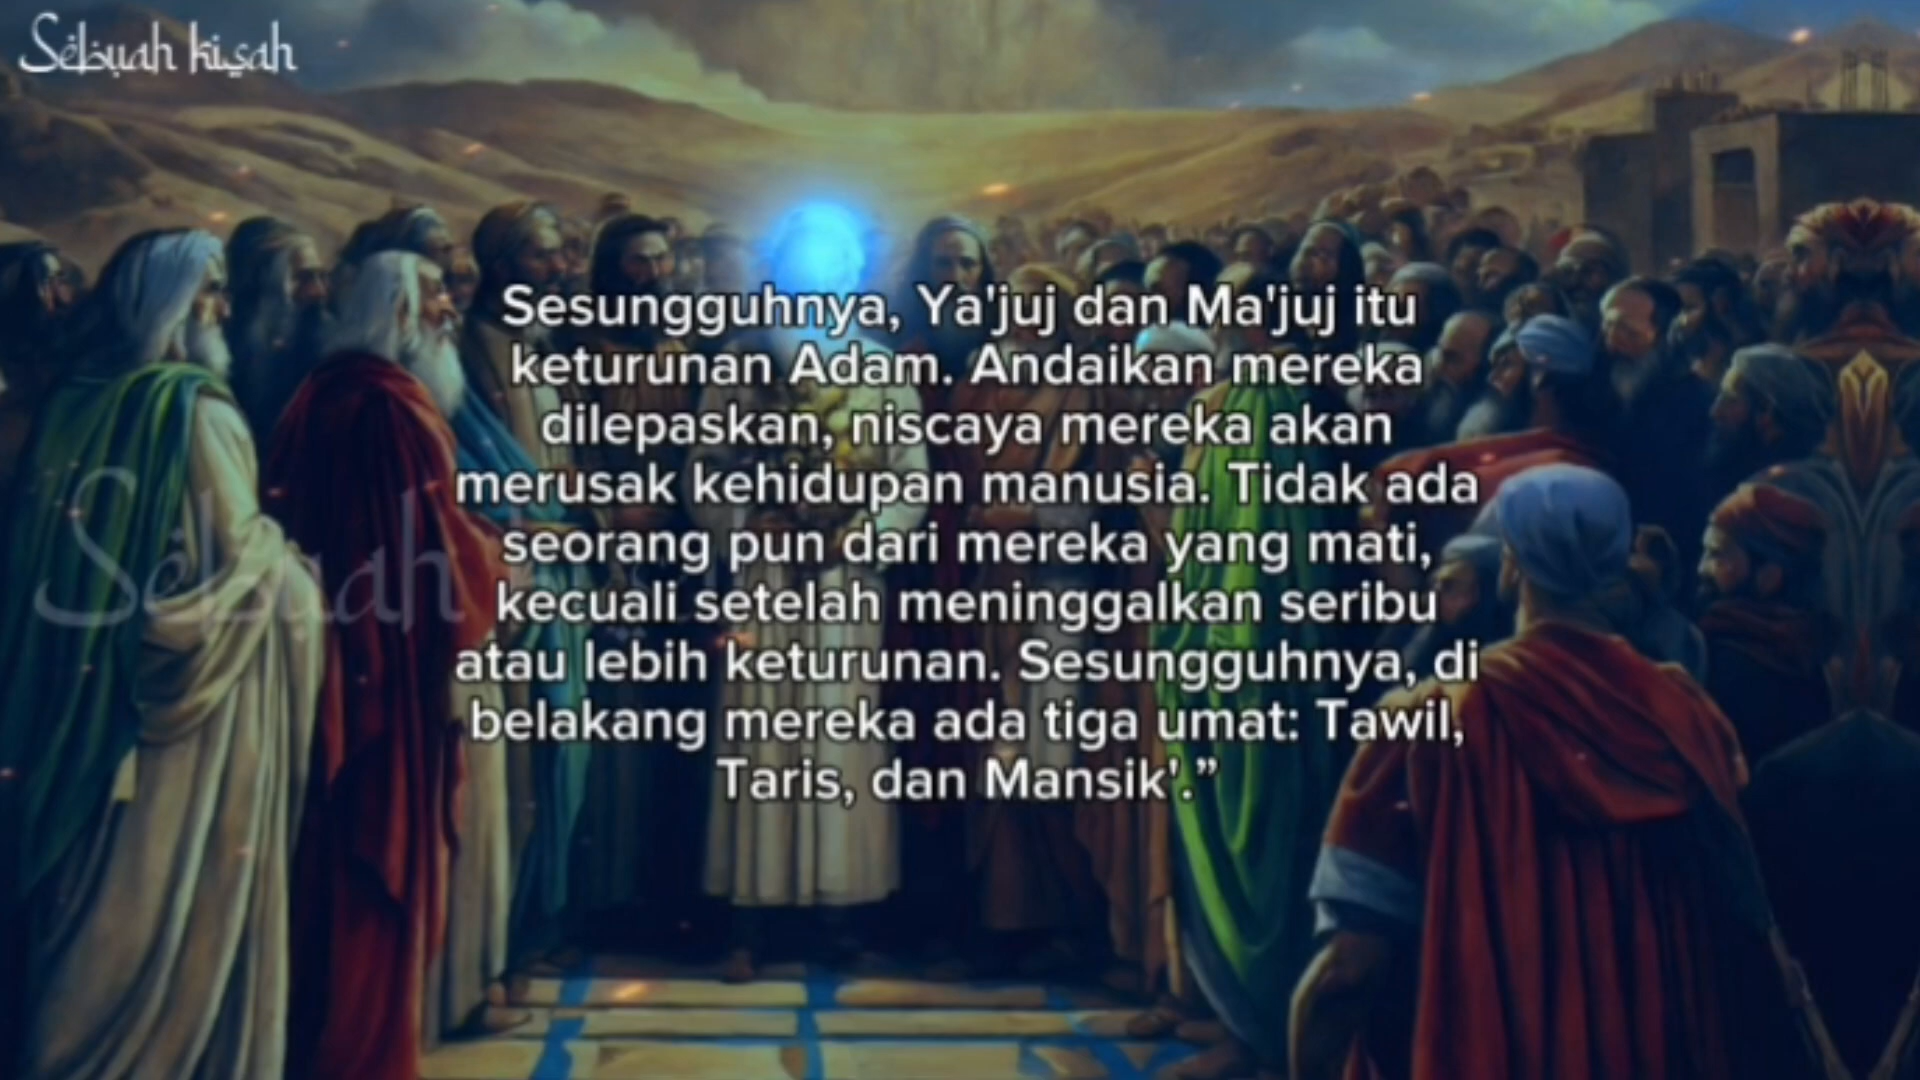 Sebuah kisah
Sesungguhnya, Ya'juj dan Ma'juj itu
keturunan Adam. Andaikan mereka
dilepaskan, niscaya mereka akan
merusak kehidupan manusia. Tidak ada
seorang pun dari mereka yang mati,
kecuali setelah meninggalkan seribu
atau lebih keturunan. Sesungguhnya, di
belakang mereka ada tiga umat: Tawil,
Taris, dan Mansik'.”
Sebuah